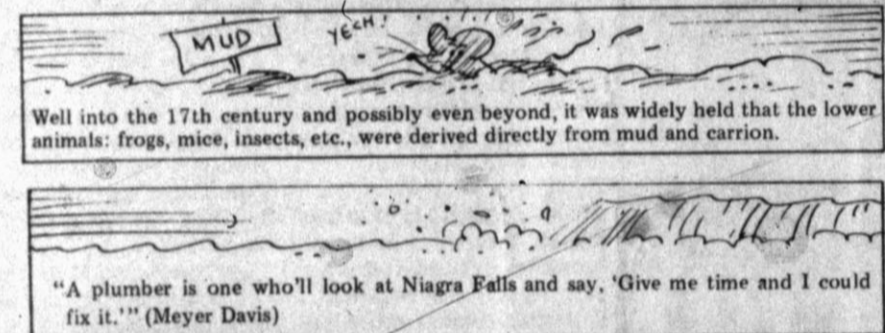 MUD
YECH!
Well into the 17th century and possibly even beyond, it was widely held that the lower
animals: frogs, mice, insects, etc., were derived directly from mud and carrion.
"A plumber is one who'll look at Niagra Falls and say, 'Give me time and I could
fix it.'" (Meyer Davis)